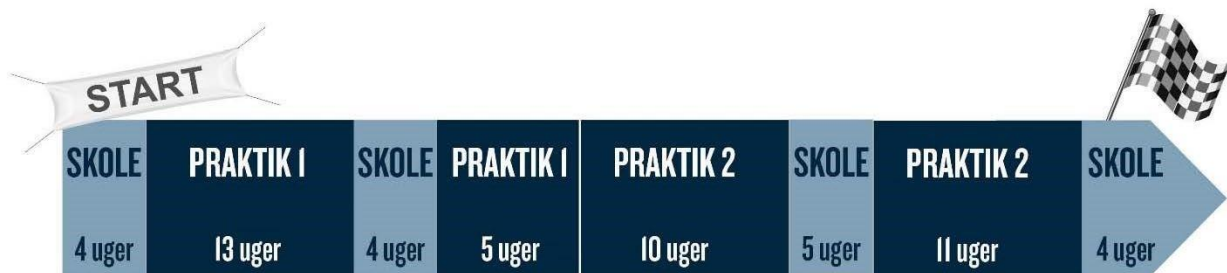 START
SKOLE PRAKTIK 1 SKOLE PRAKTIK 1 PRAKTIK 2 SKOLE PRAKTIK 2 SKOLE
4 uger 13 uger 4 uger 5 uger 10 uger 5 uger 11 uger 4 uger